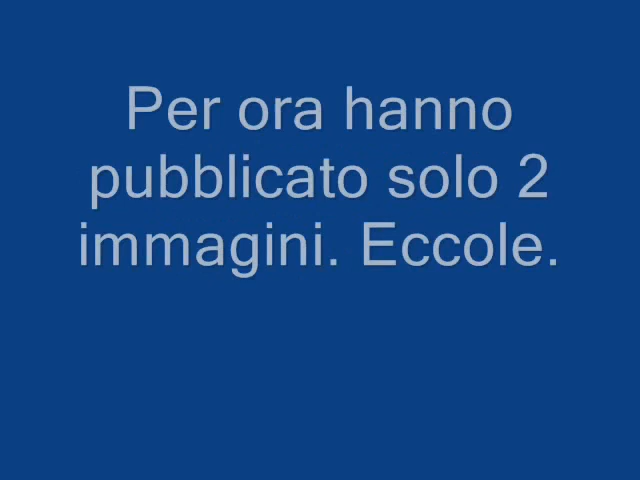 Per ora hanno
pubblicato solo 2
immagini. Eccole.